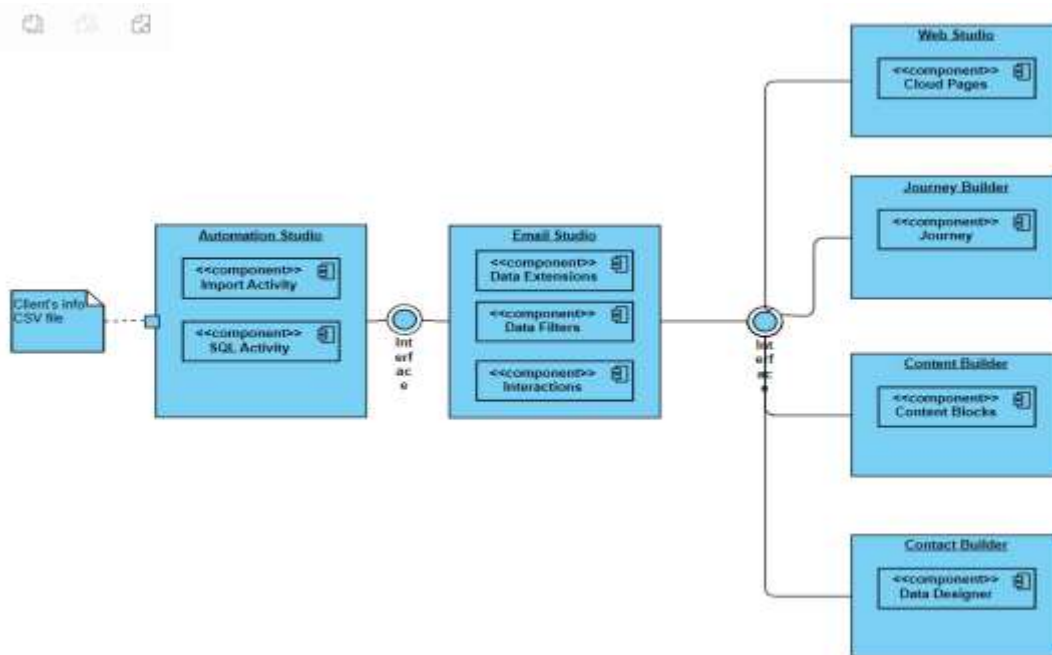 Client's info
CSV file
Automation Studio
<<component>>
Import Activity
<<component>>
SQL Activity
Int
erf
ac
e
Email Studio
<<component>>
Data Extensions
<<component>>
Data Filters
<<component>>
Interactions
Int
erf
ac
e
Web Studio
<<component>>
Cloud Pages
Journey Builder
<<component>>
Journey
Content Builder
<<component>>
Content Blocks
Contact Builder
<<component>>
Data Designer